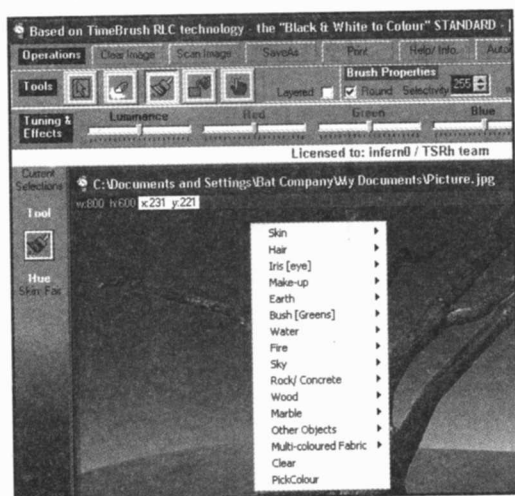 Based on TimeBrush RLC technology - the "Black & White to Colour" STANDARD - [
Operations Clear Image Scan Image SaveAs Print Help/ Info. Auto
Brush Properties
Tools Layered Round Selectivity 255
Tuning & Effects Luminance Red Green Blue
Licensed to: infern0 / TSRh team
Current
Selections
C:\Documents and Settings\Bat Company\My Documents\Picture.jpg
w:800 h:600 x:231 y:221
Tool
Hue
Skin: Fair
Skin
Hair
Iris [eye]
Make-up
Earth
Bush [Greens]
Water
Fire
Sky
Rock/ Concrete
Wood
Marble
Other Objects
Multi-coloured Fabric
Clear
PickColour